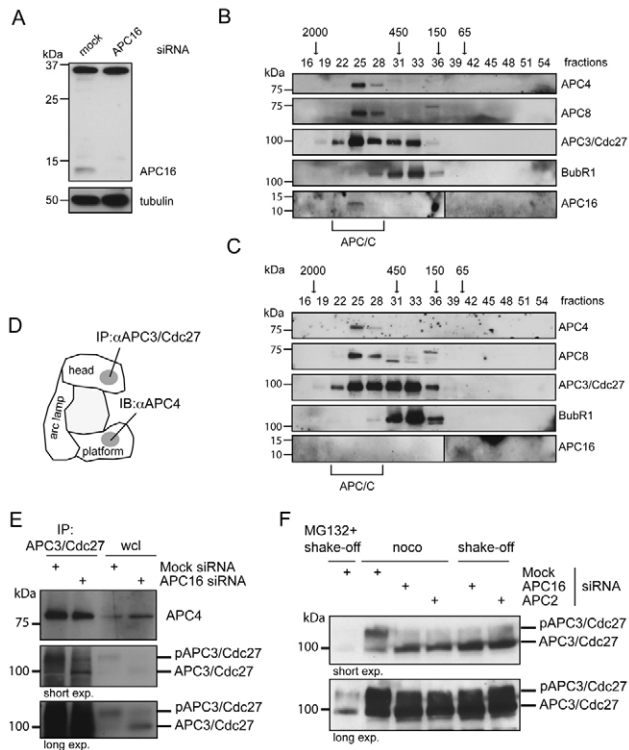 A
mock
APC16
siRNA
kDa
37
25
15
APC16
50
tubulin
B
2000 450 150 65
16 19 22 25 28 31 33 36 39 42 45 48 51 54 fractions
kDa
75
APC4
75
APC8
100
APC3/Cdc27
100
BubR1
15
10
APC16
APC/C
C
kDa 2000 450 150 65
16 19 22 25 28 31 33 36 39 42 45 48 51 54 fractions
75
APC4
75
APC8
100
APC3/Cdc27
100
BubR1
15
10
APC16
APC/C
D
IP:αAPC3/Cdc27
head
IB:αAPC4
arc lamp
platform
E
IP:
APC3/Cdc27 wcl
+ + Mock siRNA
+ + APC16 siRNA
kDa
75
APC4
pAPC3/Cdc27
100
APC3/Cdc27
short exp.
pAPC3/Cdc27
100
APC3/Cdc27
long exp.
F
MG132+
shake-off noco shake-off
+ + Mock
+ + APC16 siRNA
+ + APC2
kDa
pAPC3/Cdc27
100
APC3/Cdc27
short exp.
pAPC3/Cdc27
100
APC3/Cdc27
long exp.